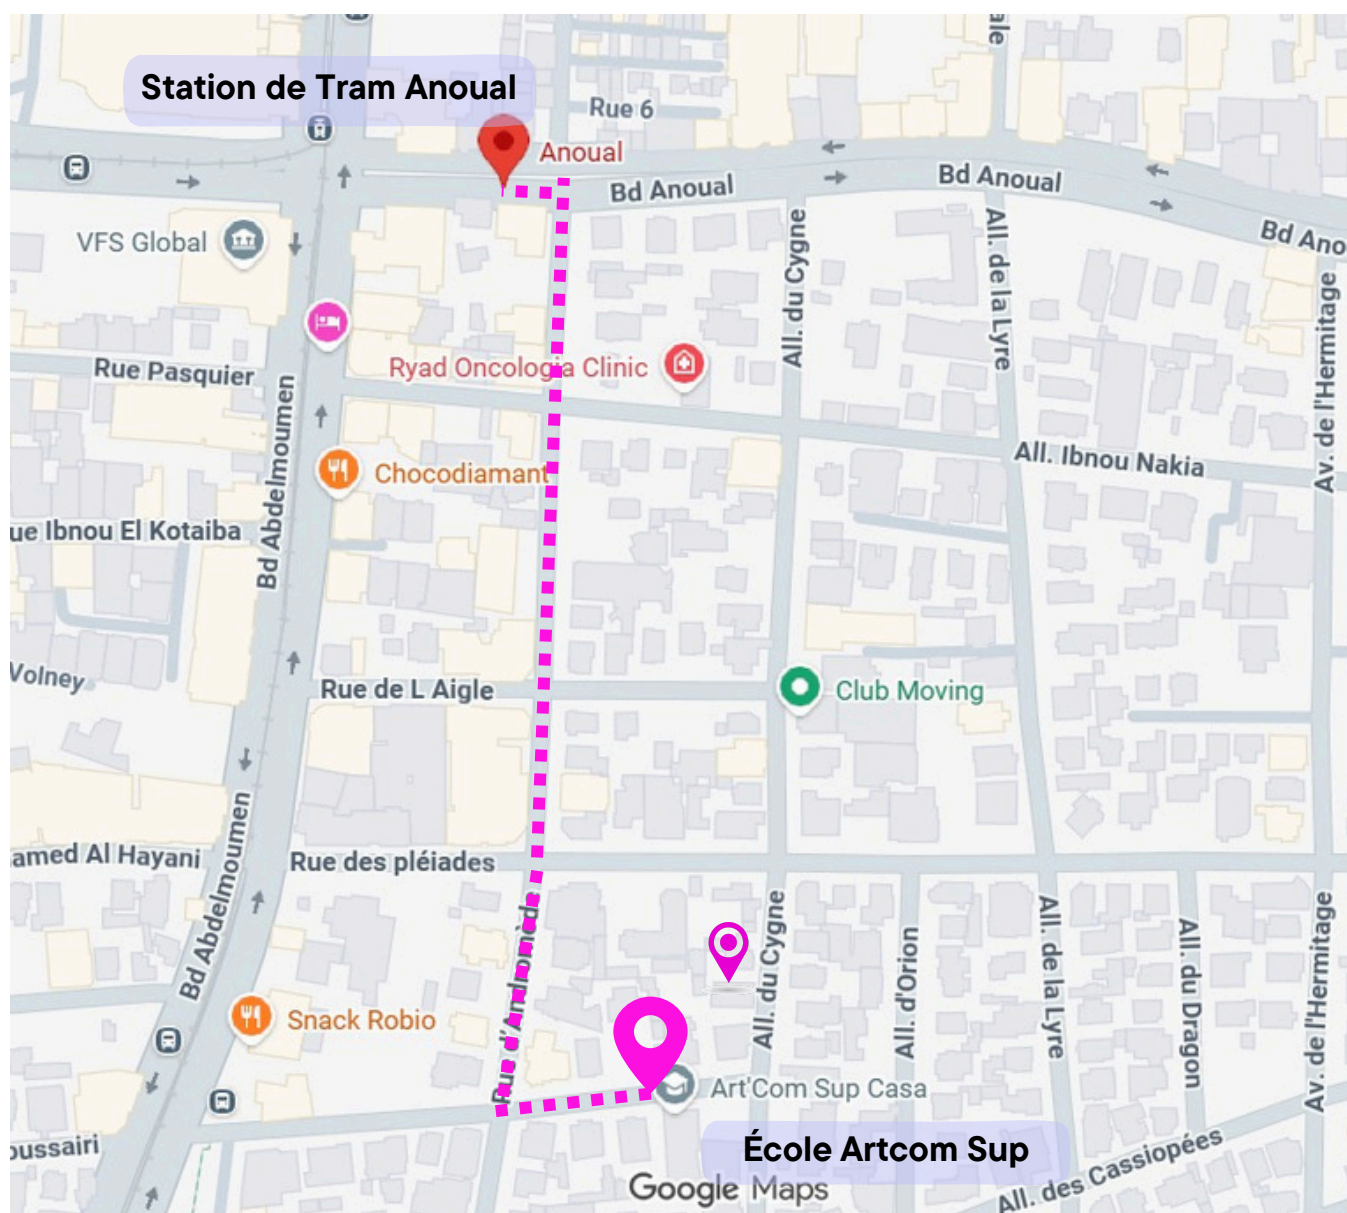 Station de Tram Anoual
ale
Rue 6
Anoual
Bd Anoual
Bd Anoual
Bd Ano
VFS Global
All. du Cygne
All. de la Lyre
Av. de l'Hermitage
Rue Pasquier
Ryad Oncologia Clinic
Bd Abdelmoumen
Chocodiamant
All. Ibnou Nakia
ue Ibnou El Kotaiba
Volney
Rue de L Aigle
Club Moving
amed Al Hayani
Rue des pléiades
Bd Abdelmoumen
Rue d'Andromède
All. du Cygne
All. d'Orion
All. de la Lyre
All. du Dragon
Av. de l'Hermitage
Snack Robio
Art'Com Sup Casa
oussairi
École Artcom Sup
All. des Cassiopées
Google Maps